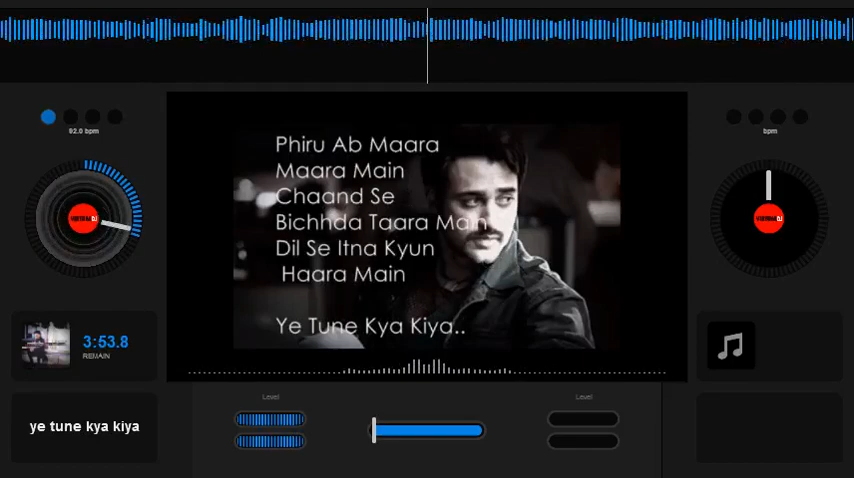 92.0 bpm
bpm
Phiru Ab Maara
Maara Main
Chaand Se
Bichhda Taara Main
Dil Se Itna Kyun
Haara Main
Ye Tune Kya Kiya..
3:53.8
REMAIN
ye tune kya kiya
Level
Level